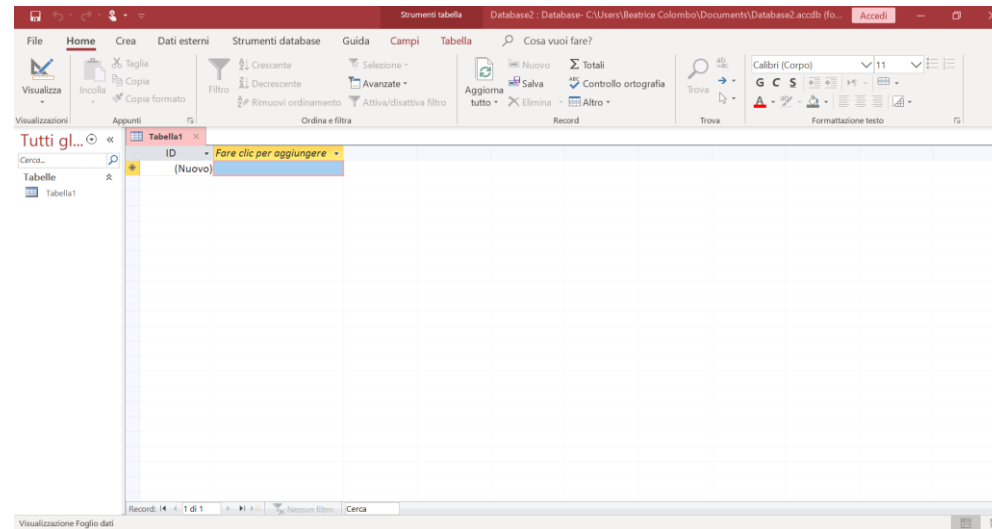 Strumenti tabella Database2 : Database- C:\Users\Beatrice Colombo\Documents\Database2.accdb (fo... Accedi
File Home Crea Dati esterni Strumenti database Guida Campi Tabella Cosa vuoi fare?
Visualizza
Incolla
Taglia
Copia
Copia formato
Filtro
Crescente
Decrescente
Rimuovi ordinamento
Selezione
Avanzate
Attiva/disattiva filtro
Aggiorna
tutto
Nuovo
Salva
Elimina
Totali
Controllo ortografia
Altro
Trova
Calibri (Corpo) 11
G C S
A
Visualizzazioni Appunti Ordina e filtra Record Trova Formattazione testo
Tutti gl...
Cerca...
Tabelle
Tabella1
Tabella1
ID Fare clic per aggiungere
(Nuovo)
Record: 1 di 1 Nessun filtro Cerca
Visualizzazione Foglio dati